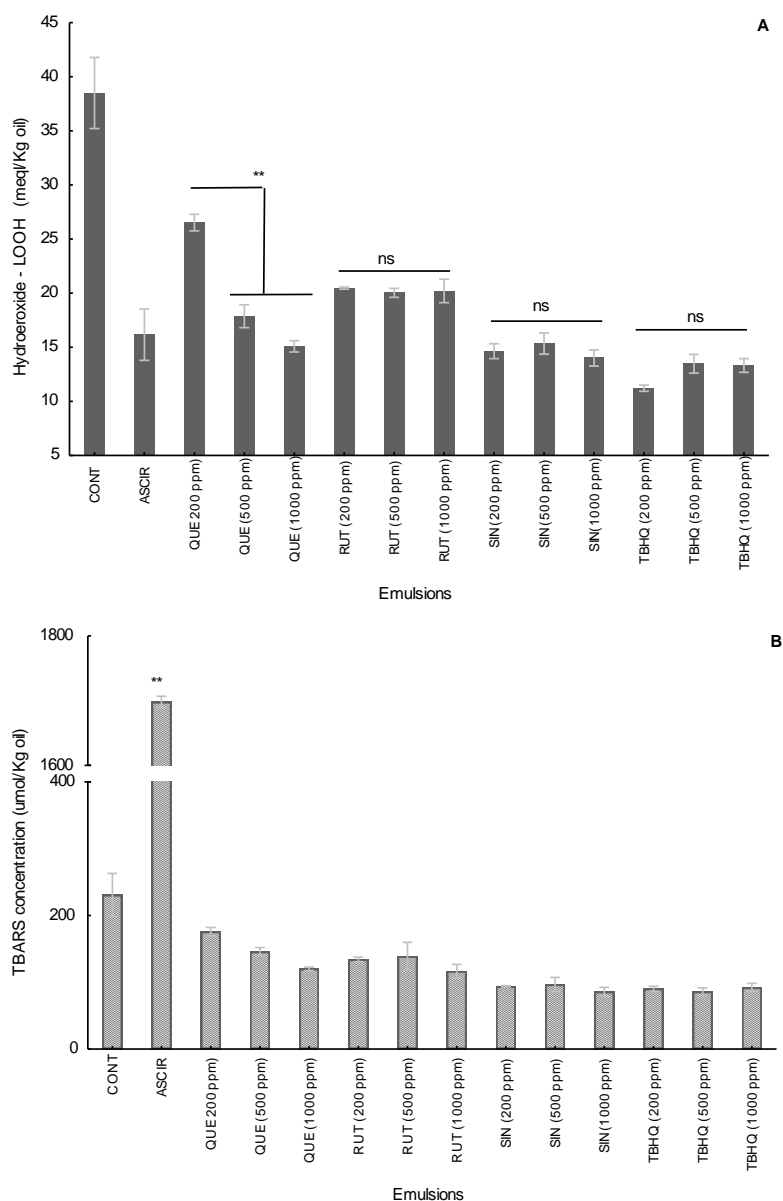 A
45
40
35
30
25
20
15
10
5
Hydroeroxide - LOOH (meql/Kg oil)
**
ns
ns
ns
CONT
ASCIR
QUE 200 ppm)
QUE (500 ppm)
QUE (1000 ppm)
RUT (200 ppm)
RUT (500 ppm)
RUT (1000 ppm)
SIN (200 ppm)
SIN (500 ppm)
SIN(1000 ppm)
TBHQ (200 ppm)
TBHQ (500 ppm)
TBHQ (1000 ppm)
Emulsions
B
1800
1600
400
200
0
TBARS concentration (umol/Kg oil)
**
CONT
ASCIR
QUE 200 ppm)
QUE (500 ppm)
QUE (1000 ppm)
RUT (200 ppm)
RUT (500 ppm)
RUT (1000 ppm)
SIN (200 ppm)
SIN (500 ppm)
SIN(1000 ppm)
TBHQ (200 ppm)
TBHQ (500 ppm)
TBHQ (1000 ppm)
Emulsions